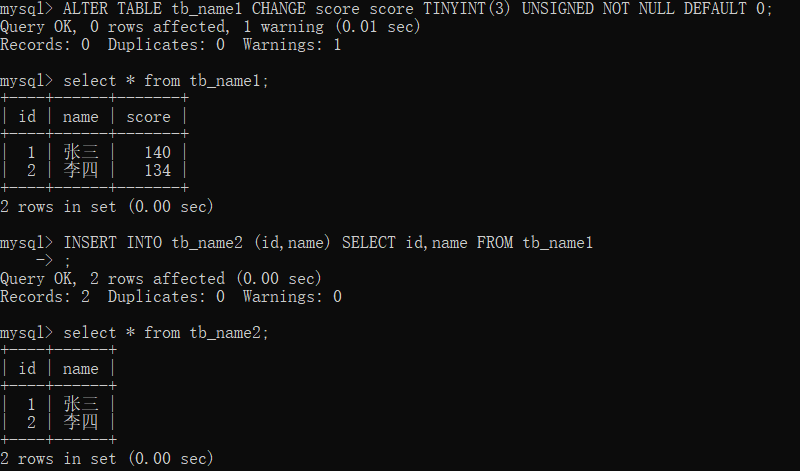 mysql> ALTER TABLE tb_name1 CHANGE score score TINYINT(3) UNSIGNED NOT NULL DEFAULT 0;
Query OK, 0 rows affected, 1 warning (0.01 sec)
Records: 0  Duplicates: 0  Warnings: 1

mysql> select * from tb_name1;
+----+------+-------+
| id | name | score |
+----+------+-------+
|  1 | 张三 |   140 |
|  2 | 李四 |   134 |
+----+------+-------+
2 rows in set (0.00 sec)

mysql> INSERT INTO tb_name2 (id,name) SELECT id,name FROM tb_name1
    -> ;
Query OK, 2 rows affected (0.00 sec)
Records: 2  Duplicates: 0  Warnings: 0

mysql> select * from tb_name2;
+----+------+
| id | name |
+----+------+
|  1 | 张三 |
|  2 | 李四 |
+----+------+
2 rows in set (0.00 sec)